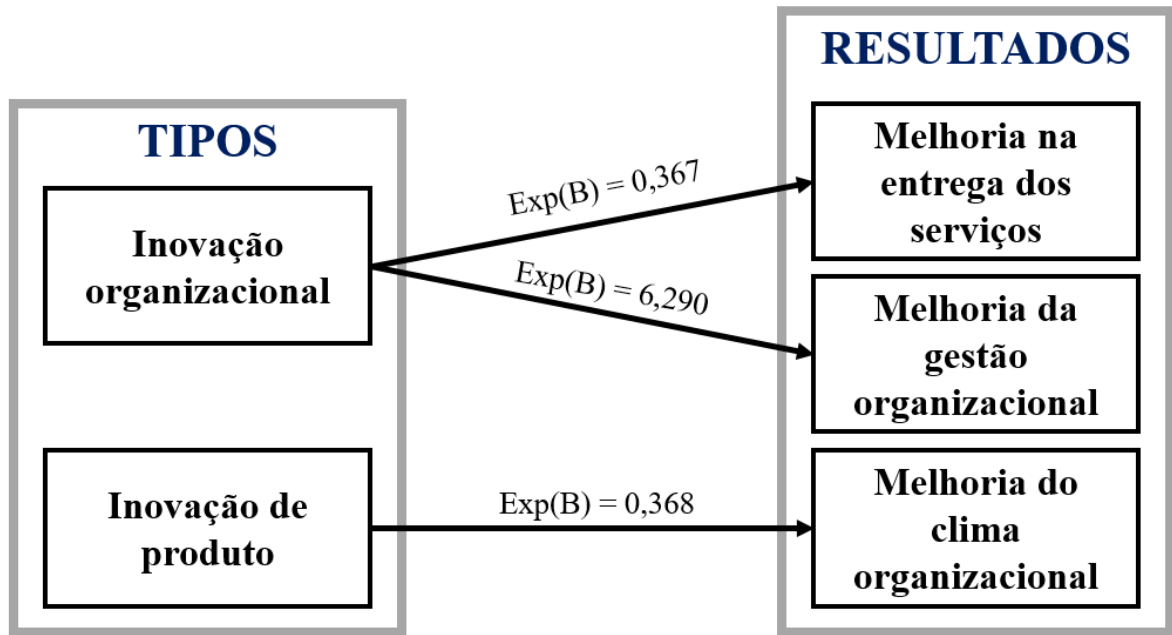 TIPOS
Inovação
organizacional
Inovação de
produto
Exp(B) = 0,367
Exp(B) = 6,290
Exp(B) = 0,368
RESULTADOS
Melhoria na
entrega dos
serviços
Melhoria da
gestão
organizacional
Melhoria do
clima
organizacional